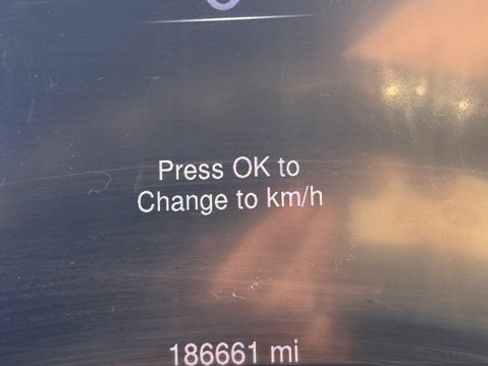 Press OK to
Change to km/h
186661 mi